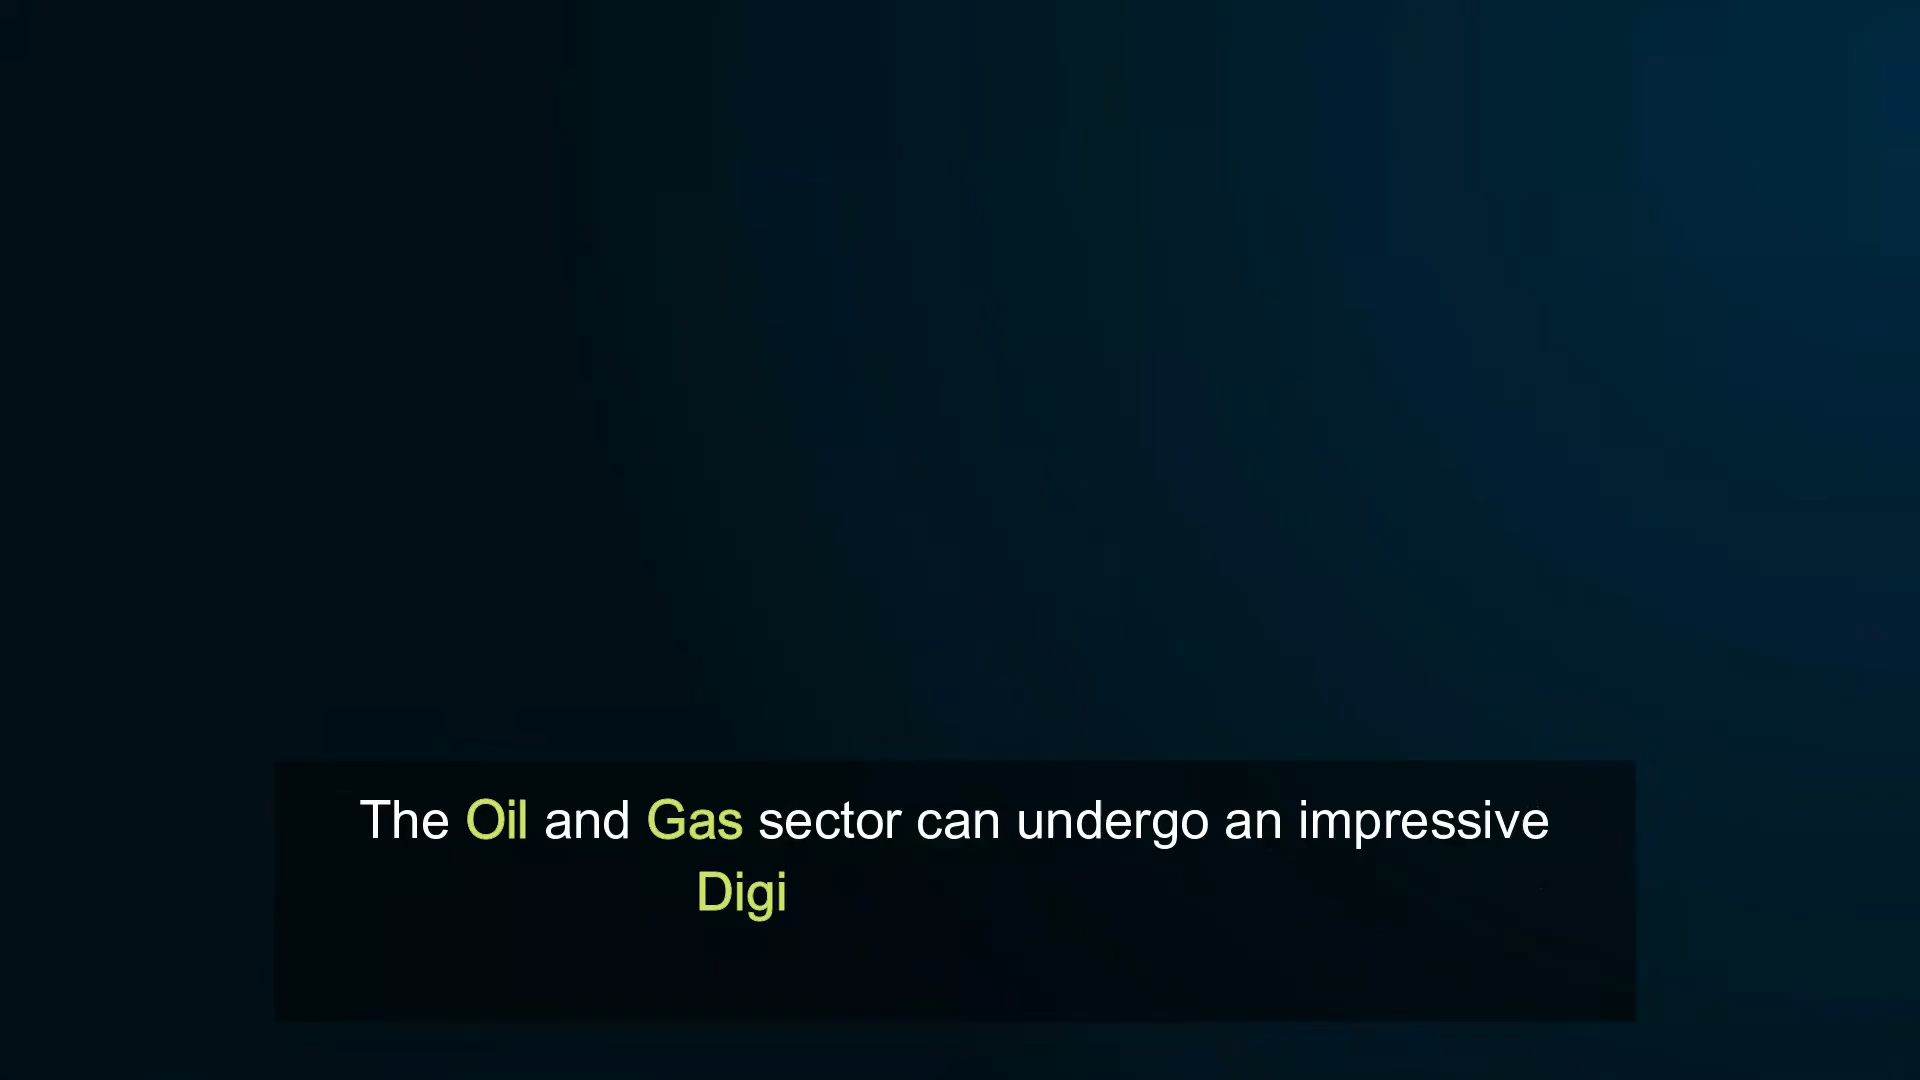 The Oil and Gas sector can undergo an impressive
Digi